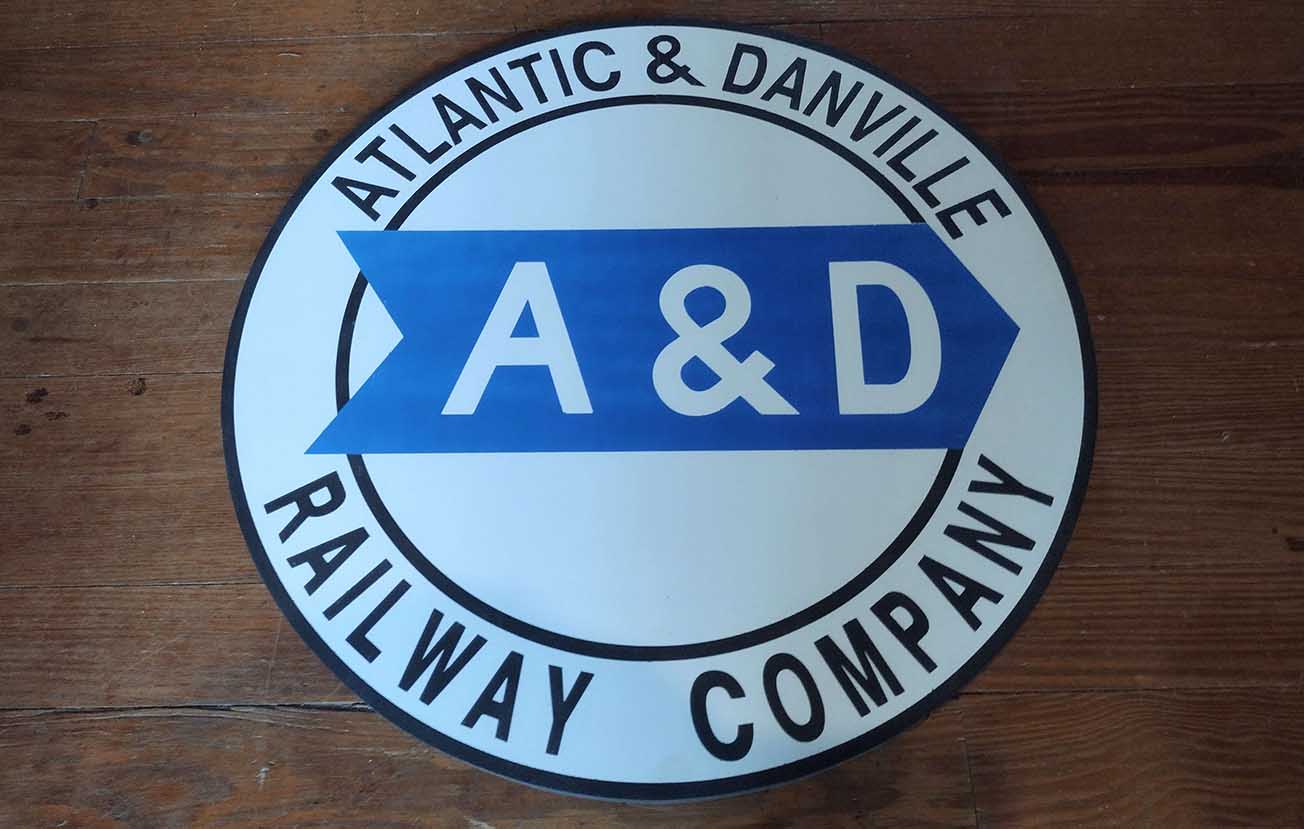 ATLANTIC & DANVILLE
A & D
RAILWAY COMPANY